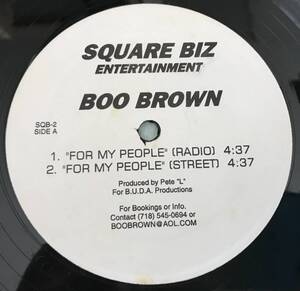 SQUARE BIZ
ENTERTAINMENT
BOO BROWN
SQB-2
SIDE A
1. "FOR MY PEOPLE" (RADIO) 4:37
2. "FOR MY PEOPLE" (STREET) 4:37
Produced by Pete "L"
For B.U.D.A. Productions
For Bookings or Info.
Contact (718) 545-0694 or
BOOBROWN@AOL.COM